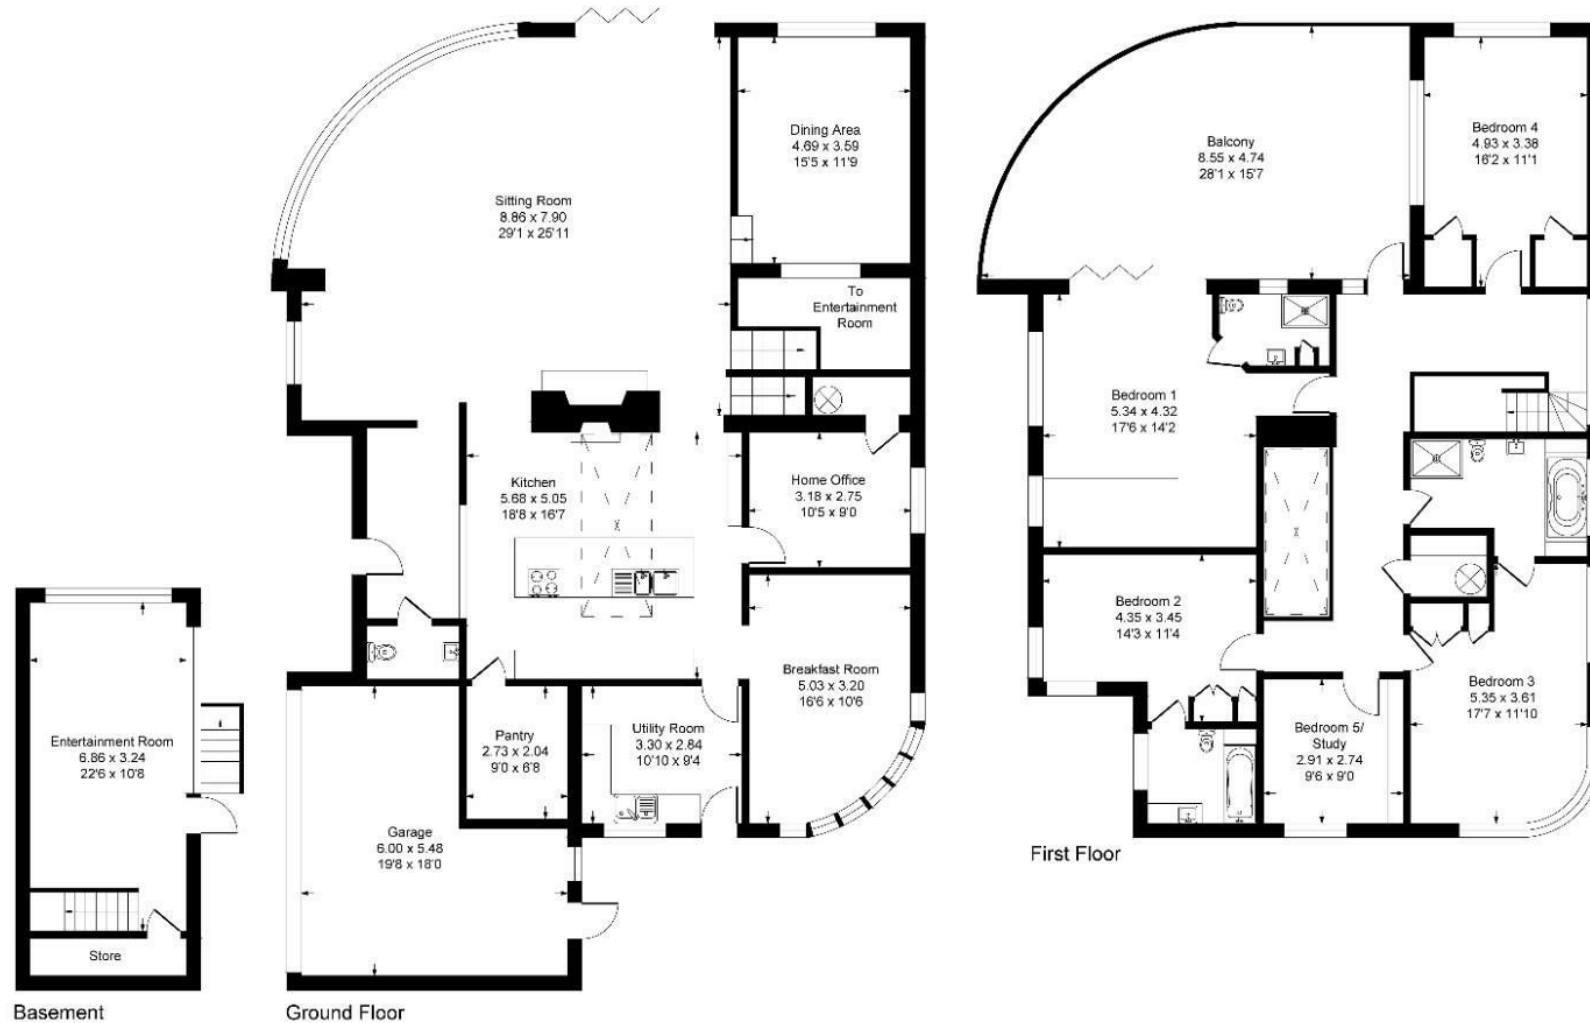 Entertainment Room
6.86 x 3.24
22'6 x 10'8
Store
Basement
Sitting Room
8.86 x 7.90
29'1 x 25'11
Dining Area
4.69 x 3.59
15'5 x 11'9
To
Entertainment
Room
Kitchen
5.68 x 5.05
18'8 x 16'7
Home Office
3.18 x 2.75
10'5 x 9'0
Breakfast Room
5.03 x 3.20
16'6 x 10'6
Utility Room
3.30 x 2.84
10'10 x 9'4
Pantry
2.73 x 2.04
9'0 x 6'8
Garage
6.00 x 5.48
19'8 x 18'0
Ground Floor
Balcony
8.55 x 4.74
28'1 x 15'7
Bedroom 4
4.93 x 3.38
16'2 x 11'1
Bedroom 1
5.34 x 4.32
17'6 x 14'2
Bedroom 2
4.35 x 3.45
14'3 x 11'4
Bedroom 3
5.35 x 3.61
17'7 x 11'10
Bedroom 5/
Study
2.91 x 2.74
9'6 x 9'0
First Floor